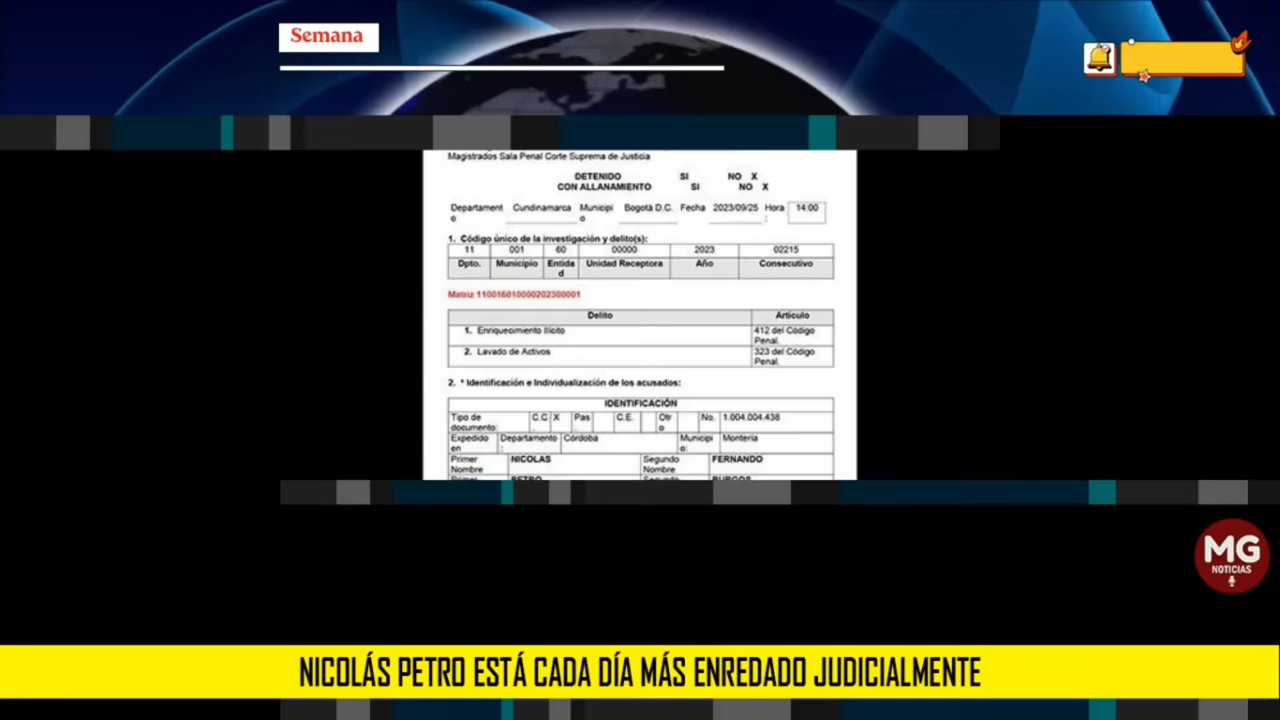 Semana
Magistrados Sala Penal Corte Suprema de Justicia
DETENIDO SI NO X
CON ALLANAMIENTO SI NO X
Departament o Cundinamarca Municipi o Bogotá D.C. Fecha 2023/09/25 Hora : 14:00
1. Código único de la investigación y delito(s):
11 001 60 00000 2023 02215
Dpto. Municipio Entida d Unidad Receptora Año Consecutivo
Matriz 110016010000202300001
Delito Artículo
1. Enriquecimiento Ilícito 412 del Código Penal.
2. Lavado de Activos 323 del Código Penal.
2. * Identificación e Individualización de los acusados:
IDENTIFICACIÓN
Tipo de documento: C.C. X Pas. C.E. Otr o No. 1.004.004.438
Expedido en Departamento : Córdoba Municipi o: Montería
Primer Nombre NICOLAS Segundo Nombre FERNANDO
MG
NOTICIAS
NICOLÁS PETRO ESTÁ CADA DÍA MÁS ENREDADO JUDICIALMENTE